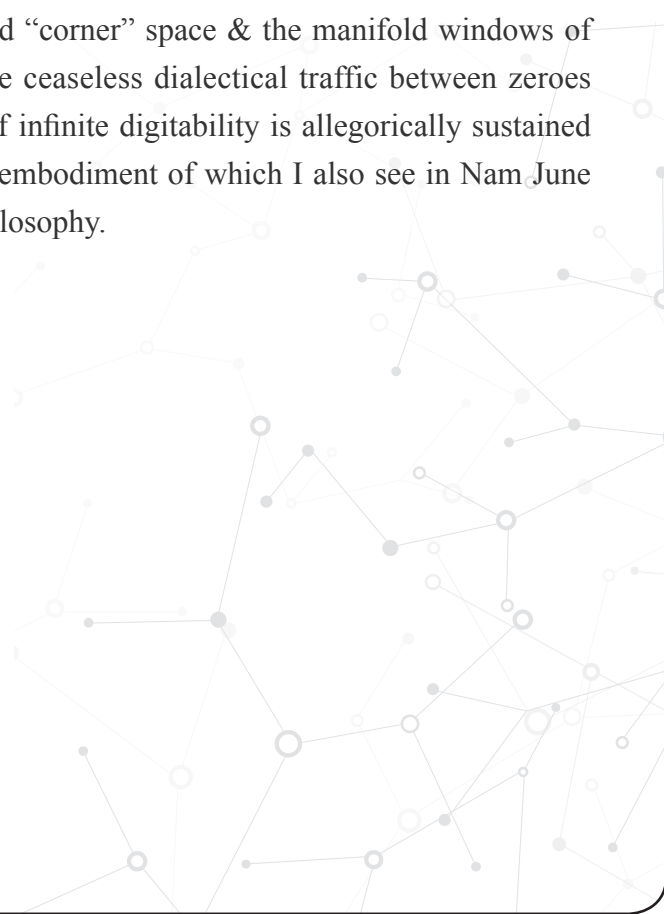 d “corner” space & the manifold windows of
e ceaseless dialectical traffic between zeroes
f infinite digitability is allegorically sustained
embodiment of which I also see in Nam June
losophy.